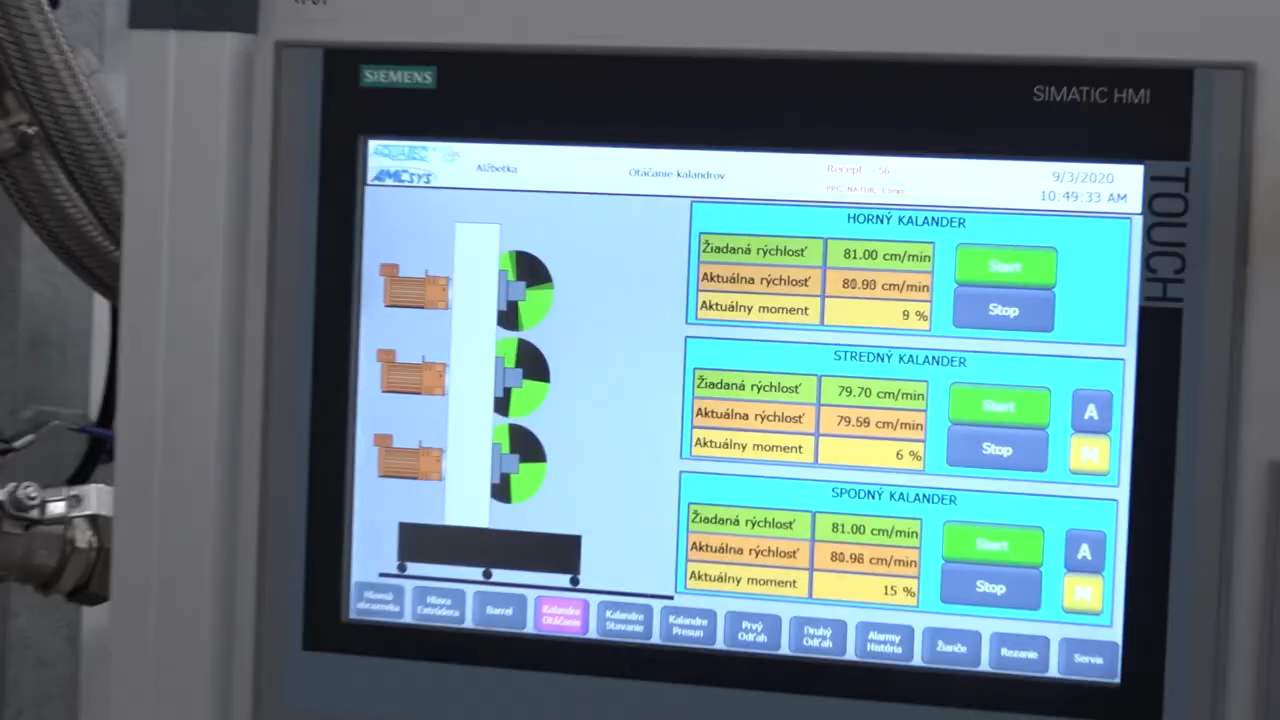 SIEMENS
SIMATIC HMI
TOUCH
AMCsys
Alžbetka
Otáčanie kalandrov
Recept 56
9/3/2020
10:49:33 AM
HORNÝ KALANDER
Žiadaná rýchlosť 81.00 cm/min Start
Aktuálna rýchlosť 80.90 cm/min
Aktuálny moment 9 % Stop
STREDNÝ KALANDER
Žiadaná rýchlosť 79.70 cm/min Start A
Aktuálna rýchlosť 79.59 cm/min
Aktuálny moment 6 % Stop M
SPODNÝ KALANDER
Žiadaná rýchlosť 81.00 cm/min Start A
Aktuálna rýchlosť 80.96 cm/min
Aktuálny moment 15 % Stop M
Hlavná obrazovka
Hlava Extrúdera
Barrel
Kalandre Otáčanie
Kalandre Stavanie
Kalandre Presun
Prvý Odťah
Druhý Odťah
Alarmy História
Žiariče
Rezanie
Servis